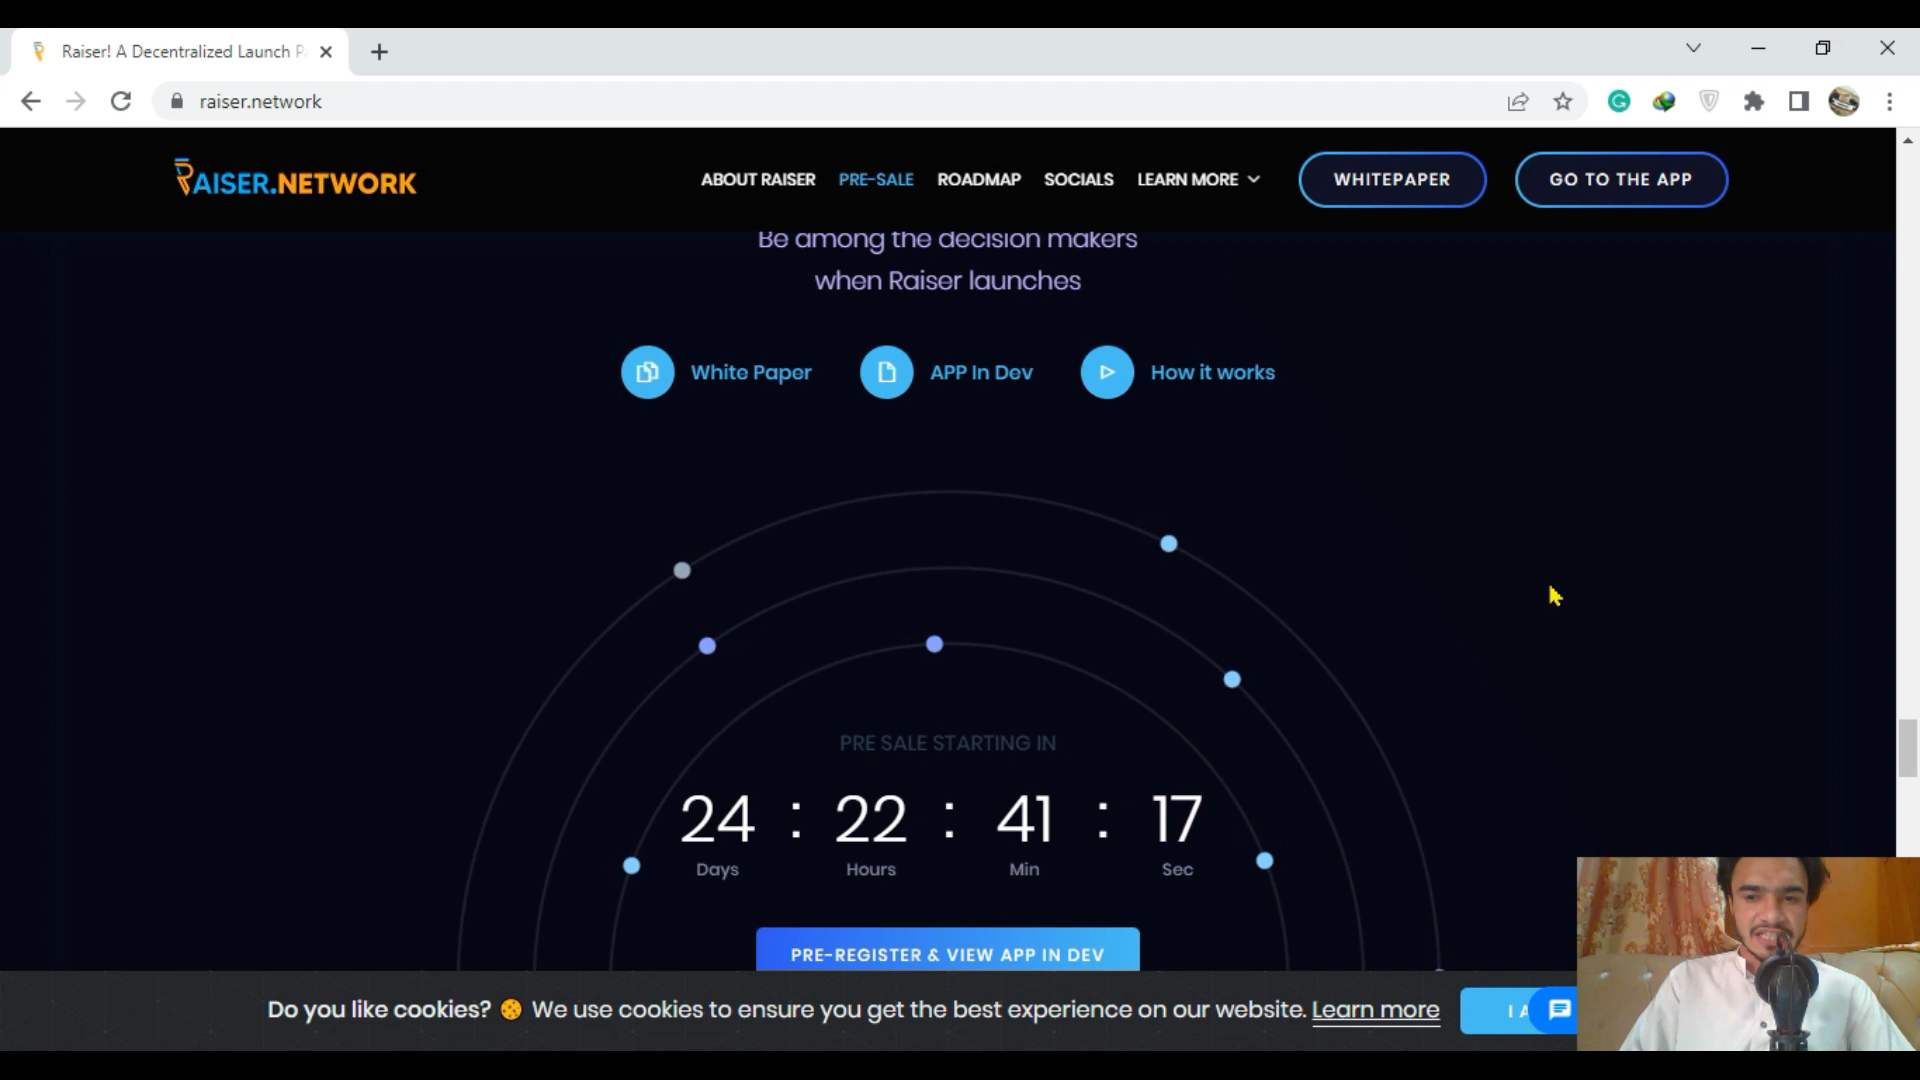 Raiser! A Decentralized Launch P
raiser.network
RAISER.NETWORK
ABOUT RAISER
PRE-SALE
ROADMAP
SOCIALS
LEARN MORE
WHITEPAPER
GO TO THE APP
Be among the decision makers
when Raiser launches
White Paper
APP In Dev
How it works
PRE SALE STARTING IN
24 : 22 : 41 : 17
Days Hours Min Sec
PRE-REGISTER & VIEW APP IN DEV
Do you like cookies? We use cookies to ensure you get the best experience on our website. Learn more
I A